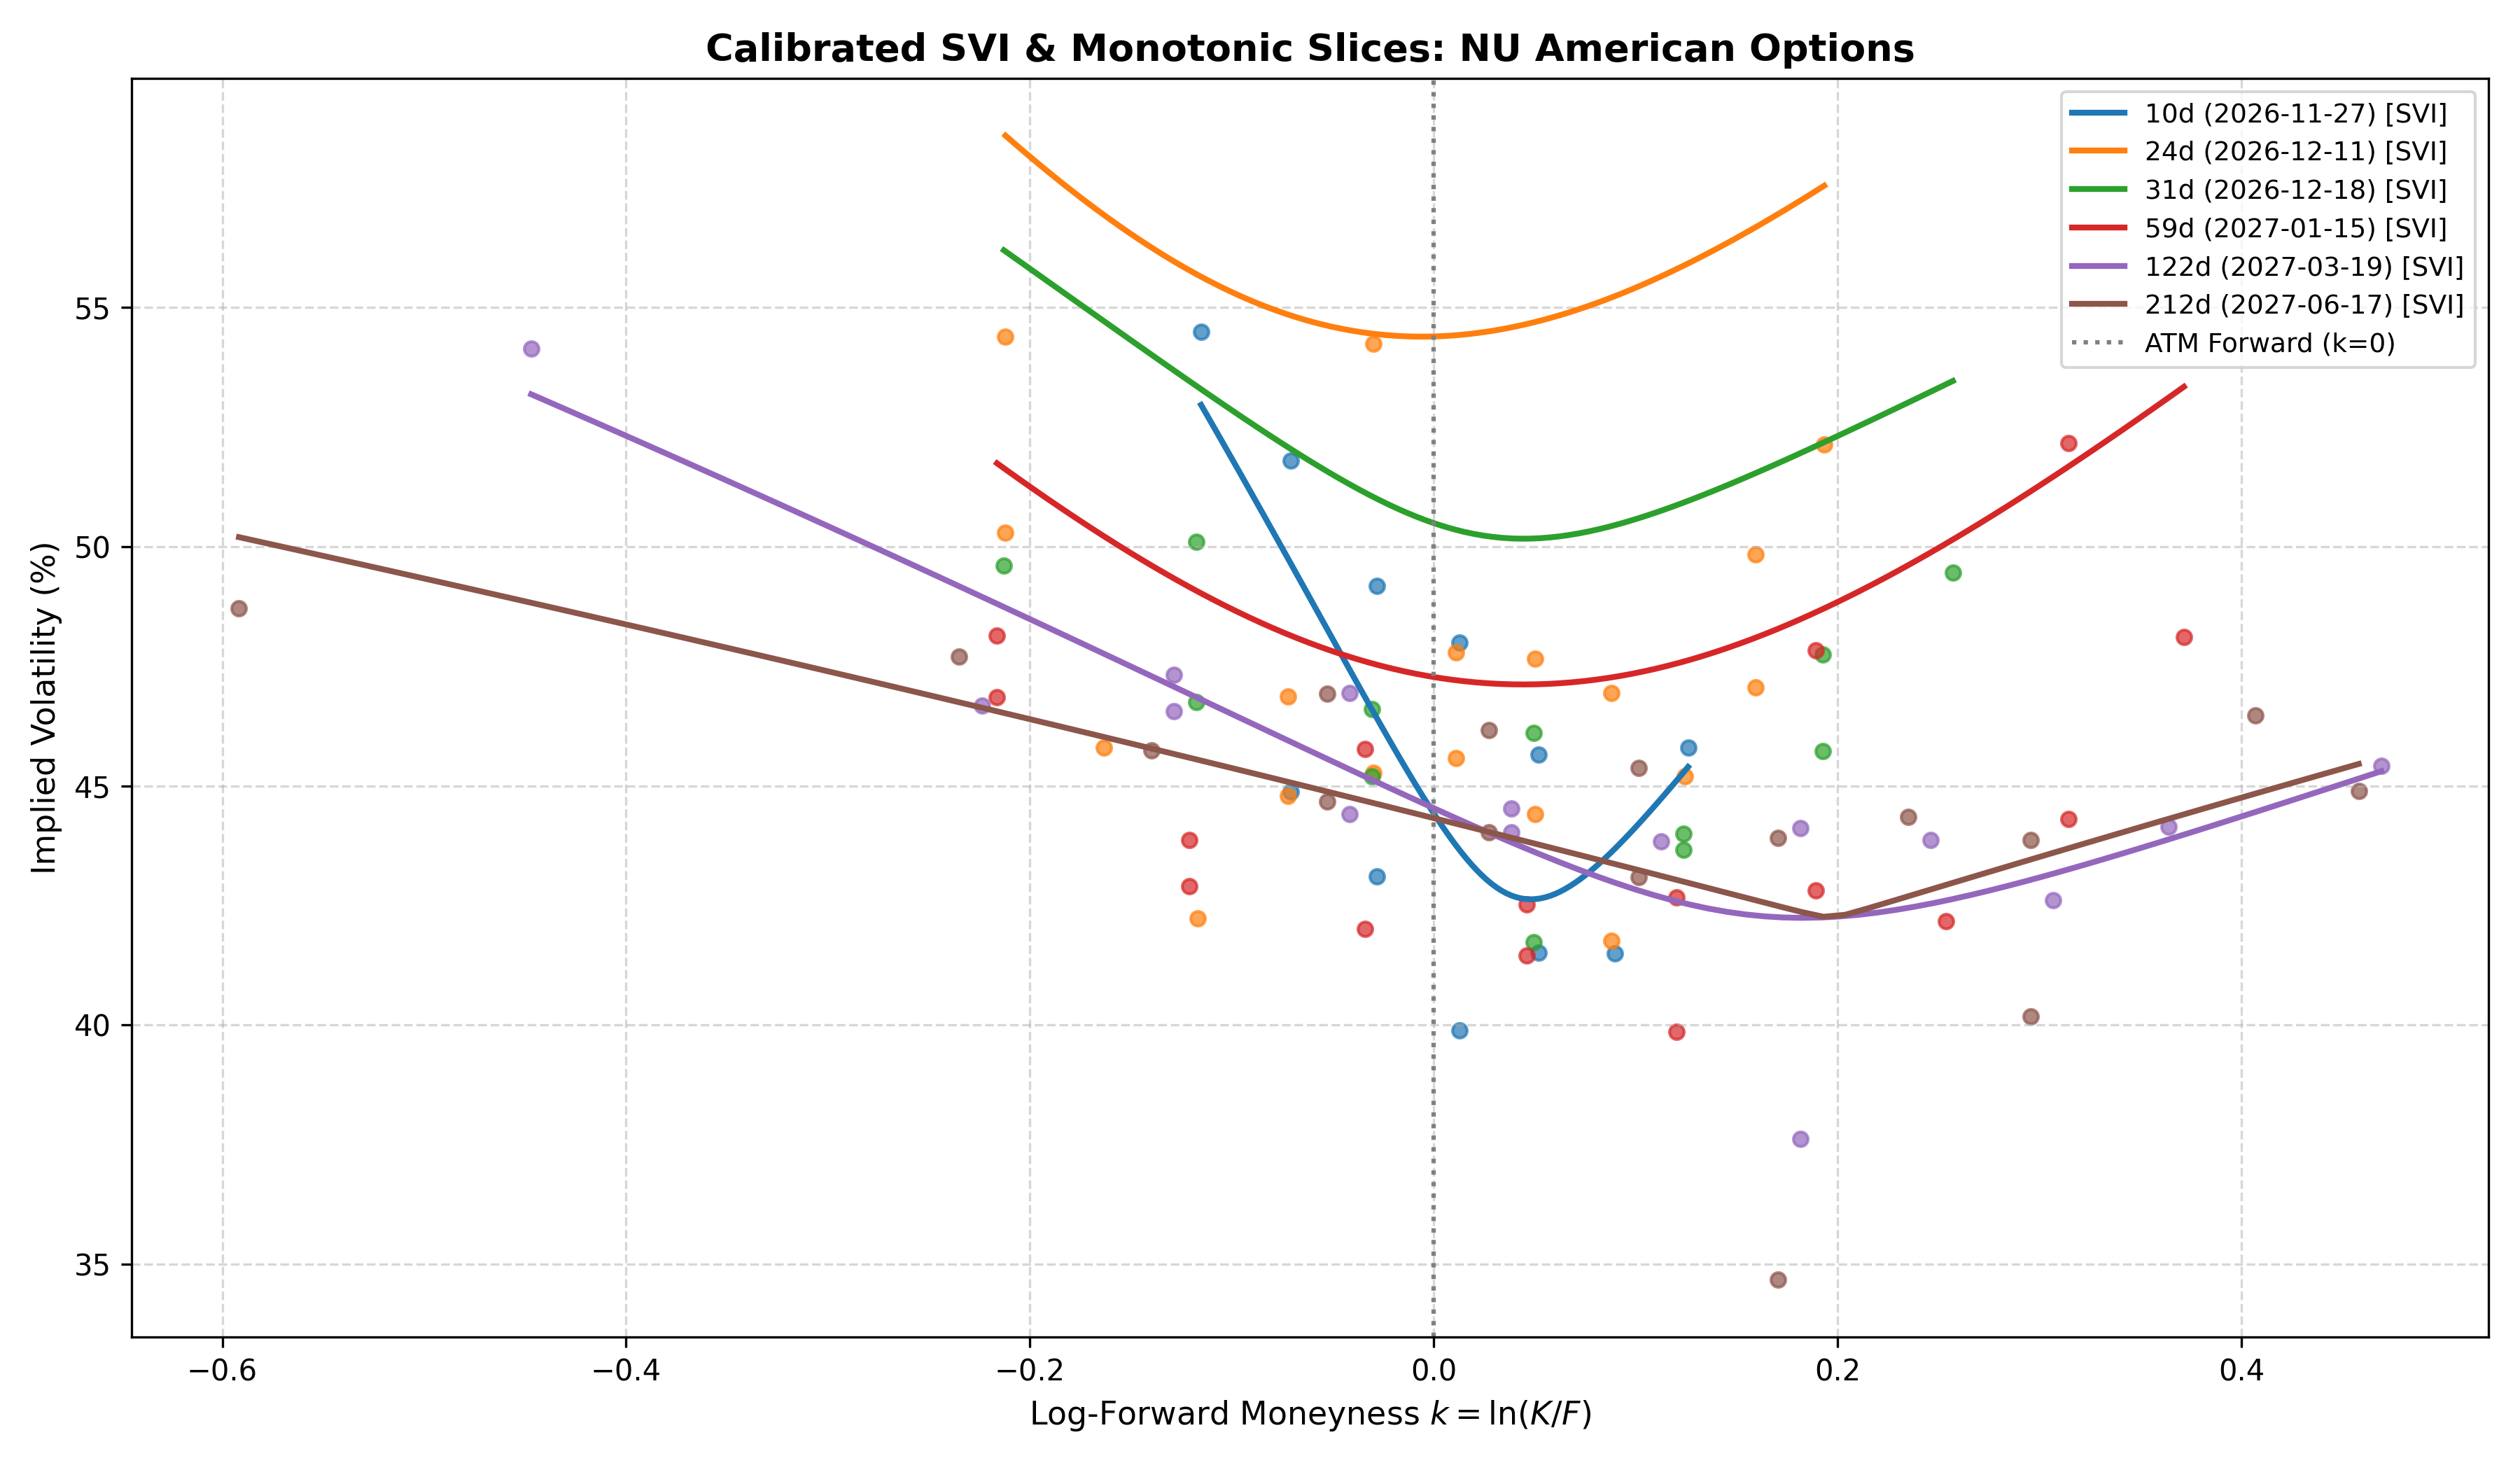 Calibrated SVI & Monotonic Slices: NU American Options
10d (2026-11-27) [SVI]
24d (2026-12-11) [SVI]
31d (2026-12-18) [SVI]
59d (2027-01-15) [SVI]
122d (2027-03-19) [SVI]
212d (2027-06-17) [SVI]
ATM Forward (k=0)
Implied Volatility (%)
55
50
45
40
35
−0.6
−0.4
−0.2
0.0
0.2
0.4
Log-Forward Moneyness k = ln(K/F)